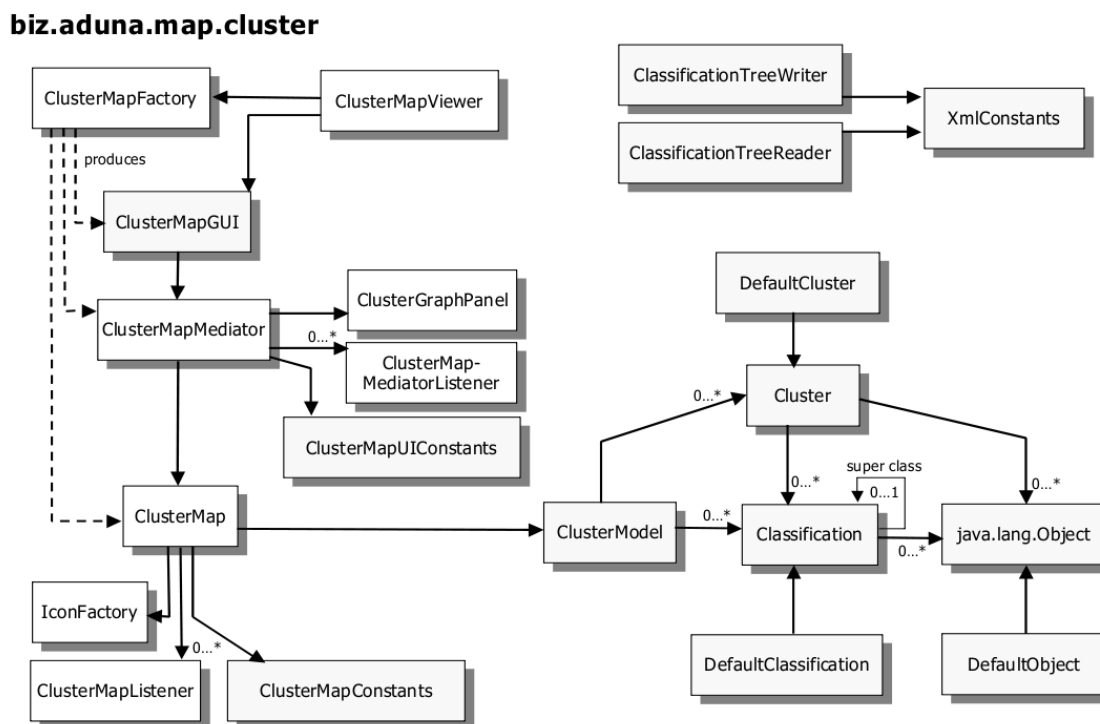 biz.aduna.map.cluster
ClusterMapFactory
ClusterMapViewer
ClassificationTreeWriter
XmlConstants
ClassificationTreeReader
produces
ClusterMapGUI
ClusterGraphPanel
DefaultCluster
ClusterMapMediator
0...*
ClusterMap-
MediatorListener
Cluster
0...*
ClusterMapUIConstants
super class
0...*
0...1
0...*
ClusterMap
ClusterModel
0...*
Classification
0...*
java.lang.Object
IconFactory
0...*
ClusterMapListener
ClusterMapConstants
DefaultClassification
DefaultObject